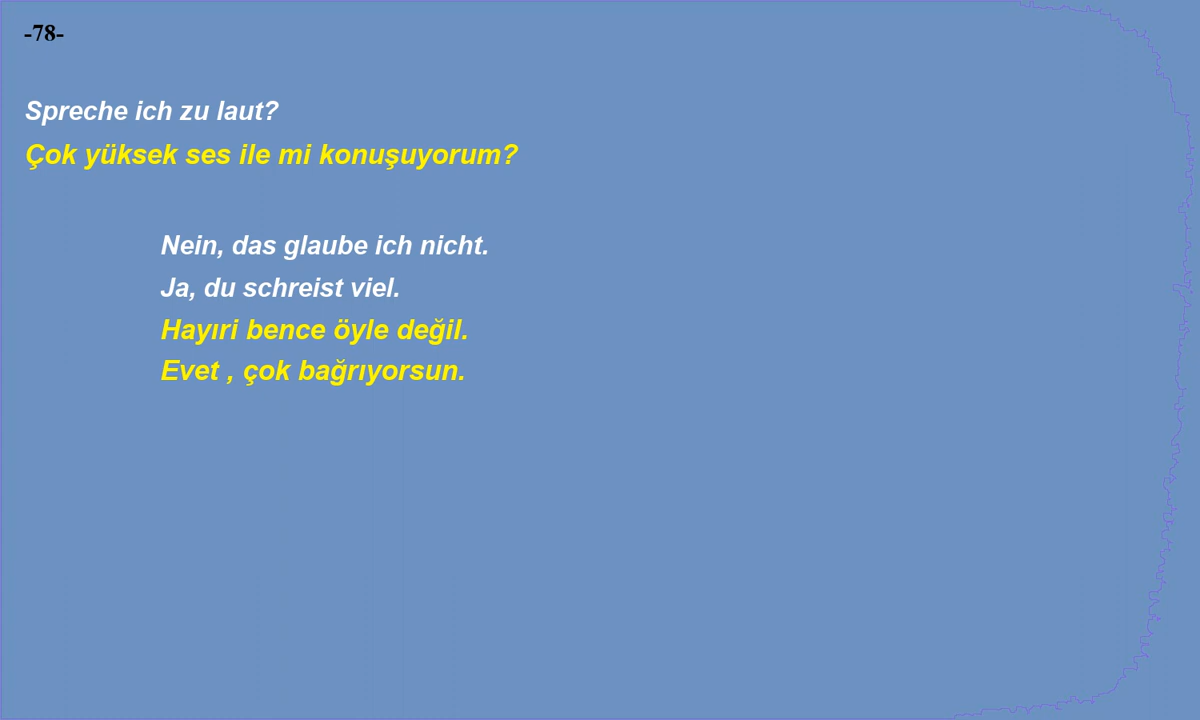 -78-
Spreche ich zu laut?
Çok yüksek ses ile mi konuşuyorum?
Nein, das glaube ich nicht.
Ja, du schreist viel.
Hayıri bence öyle değil.
Evet , çok bağrıyorsun.